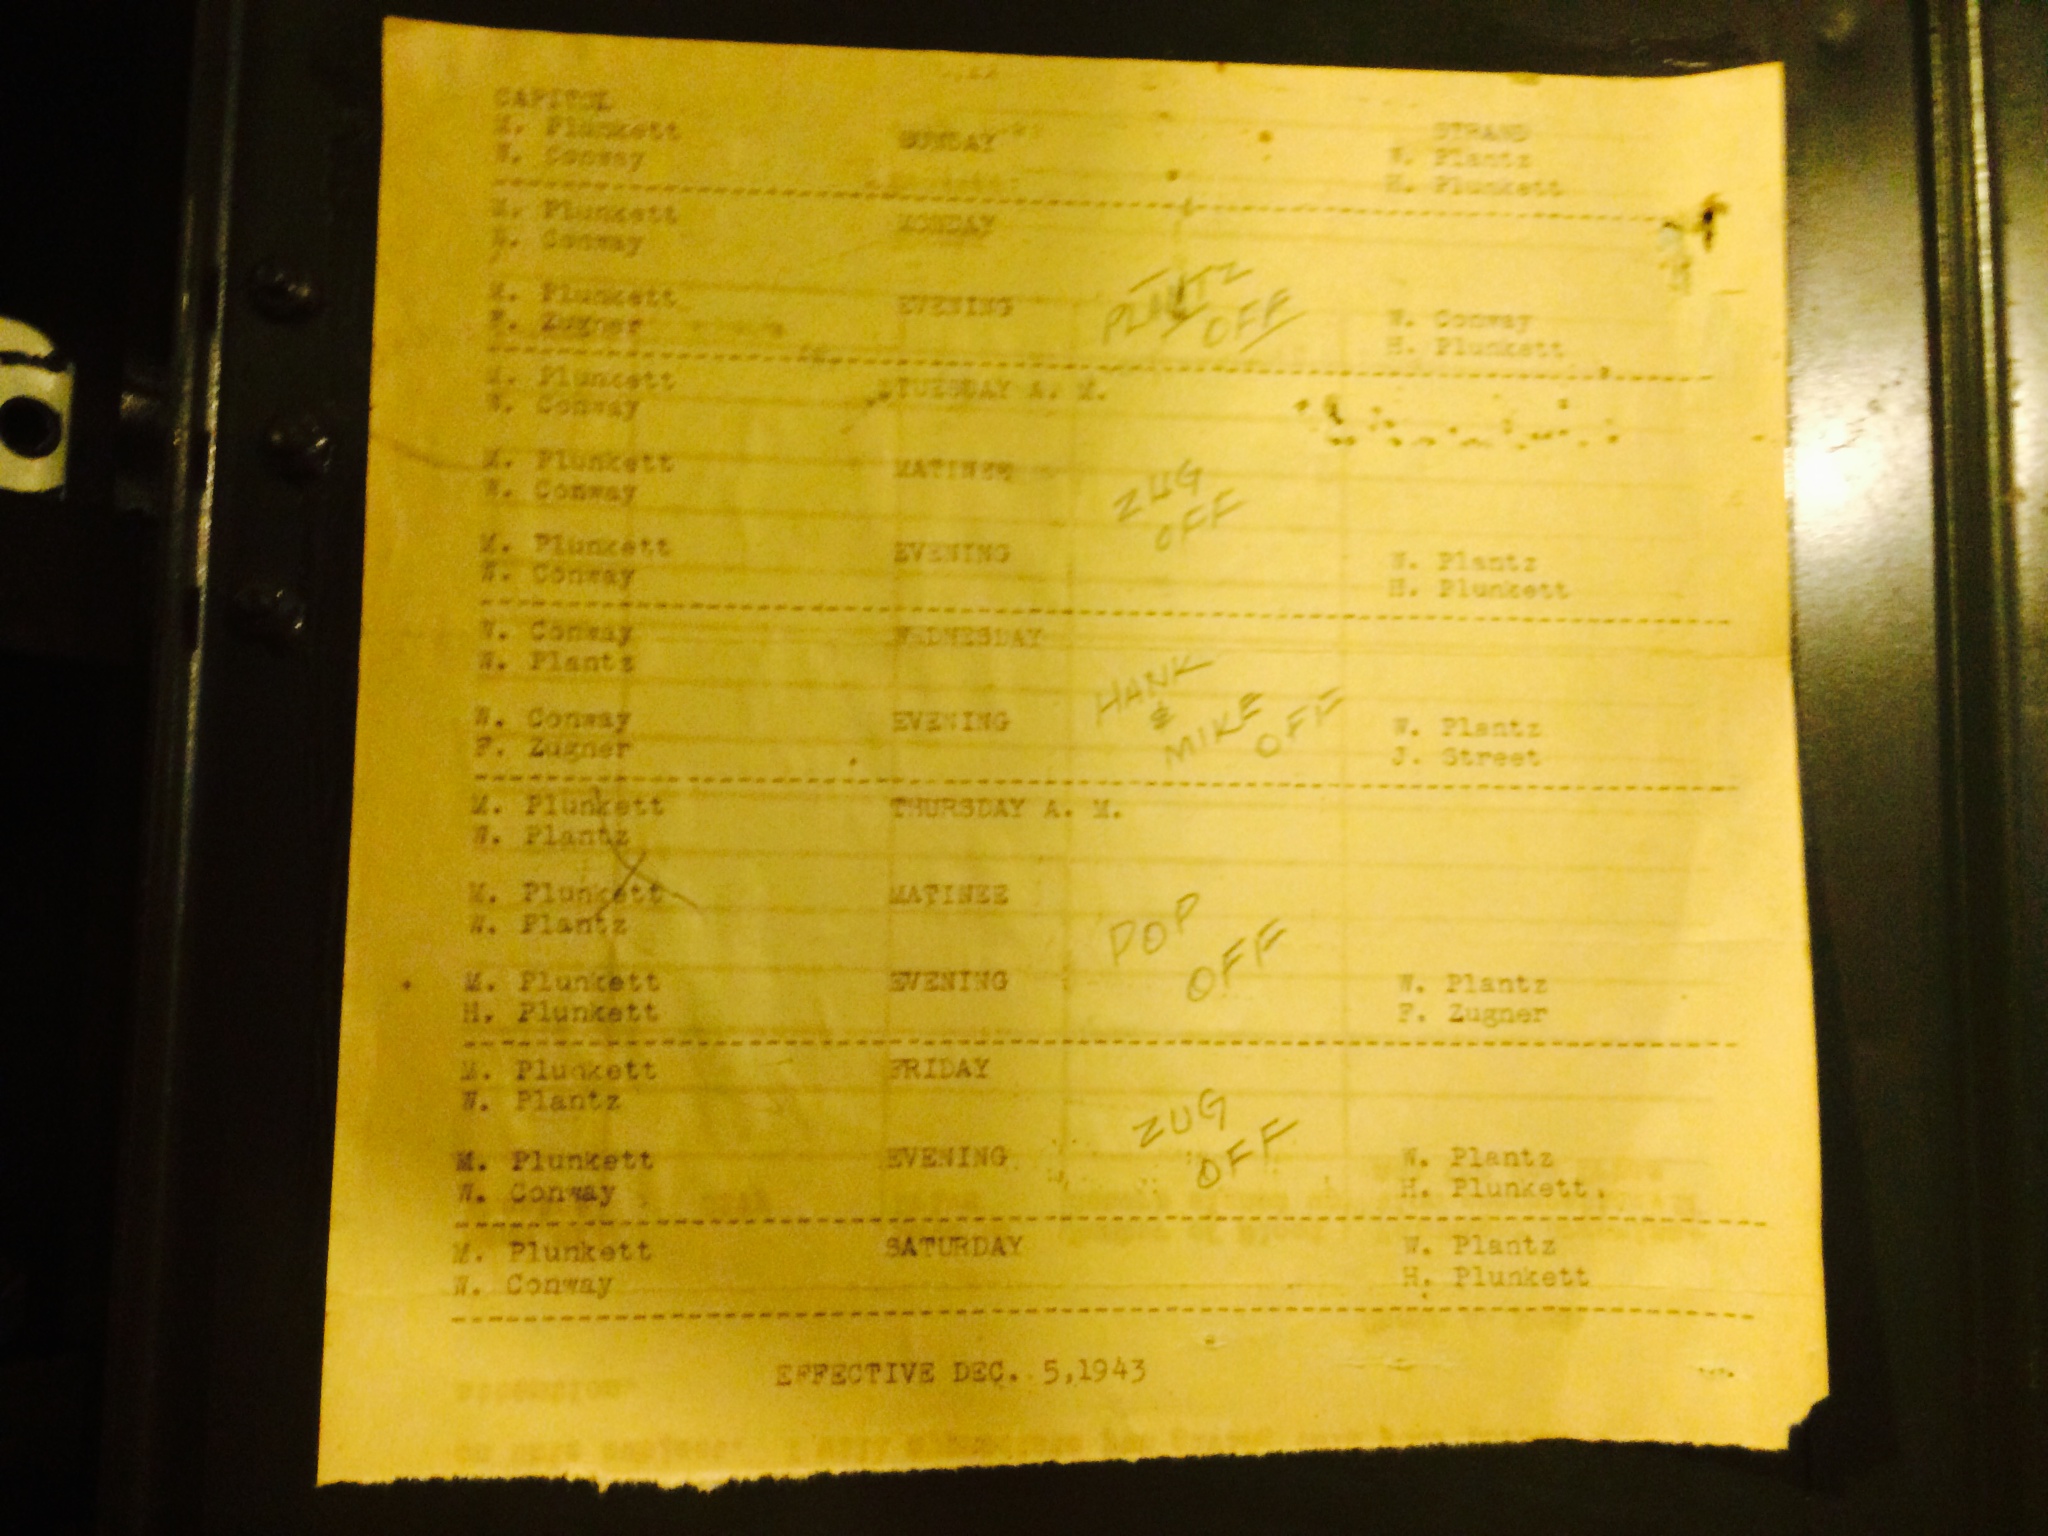 CAPITOL
M. Plunkett SUNDAY STRAND
W. Conway W. Plantz
H. Plunkett
M. Plunkett MONDAY
W. Conway
M. Plunkett EVENING PLANTZ W. Conway
F. Zugner OFF H. Plunkett
M. Plunkett TUESDAY A. M.
W. Conway
M. Plunkett MATINEE ZUG
W. Conway OFF
M. Plunkett EVENING W. Plantz
W. Conway H. Plunkett
W. Conway WEDNESDAY
W. Plantz HANK
&
W. Conway EVENING MIKE OFF W. Plantz
F. Zugner J. Street
M. Plunkett THURSDAY A. M.
W. Plantz
M. Plunkett MATINEE POP
W. Plantz OFF
M. Plunkett EVENING W. Plantz
H. Plunkett F. Zugner
M. Plunkett FRIDAY
W. Plantz ZUG
M. Plunkett EVENING OFF W. Plantz
W. Conway H. Plunkett.
M. Plunkett SATURDAY W. Plantz
W. Conway H. Plunkett
EFFECTIVE DEC. 5,1943